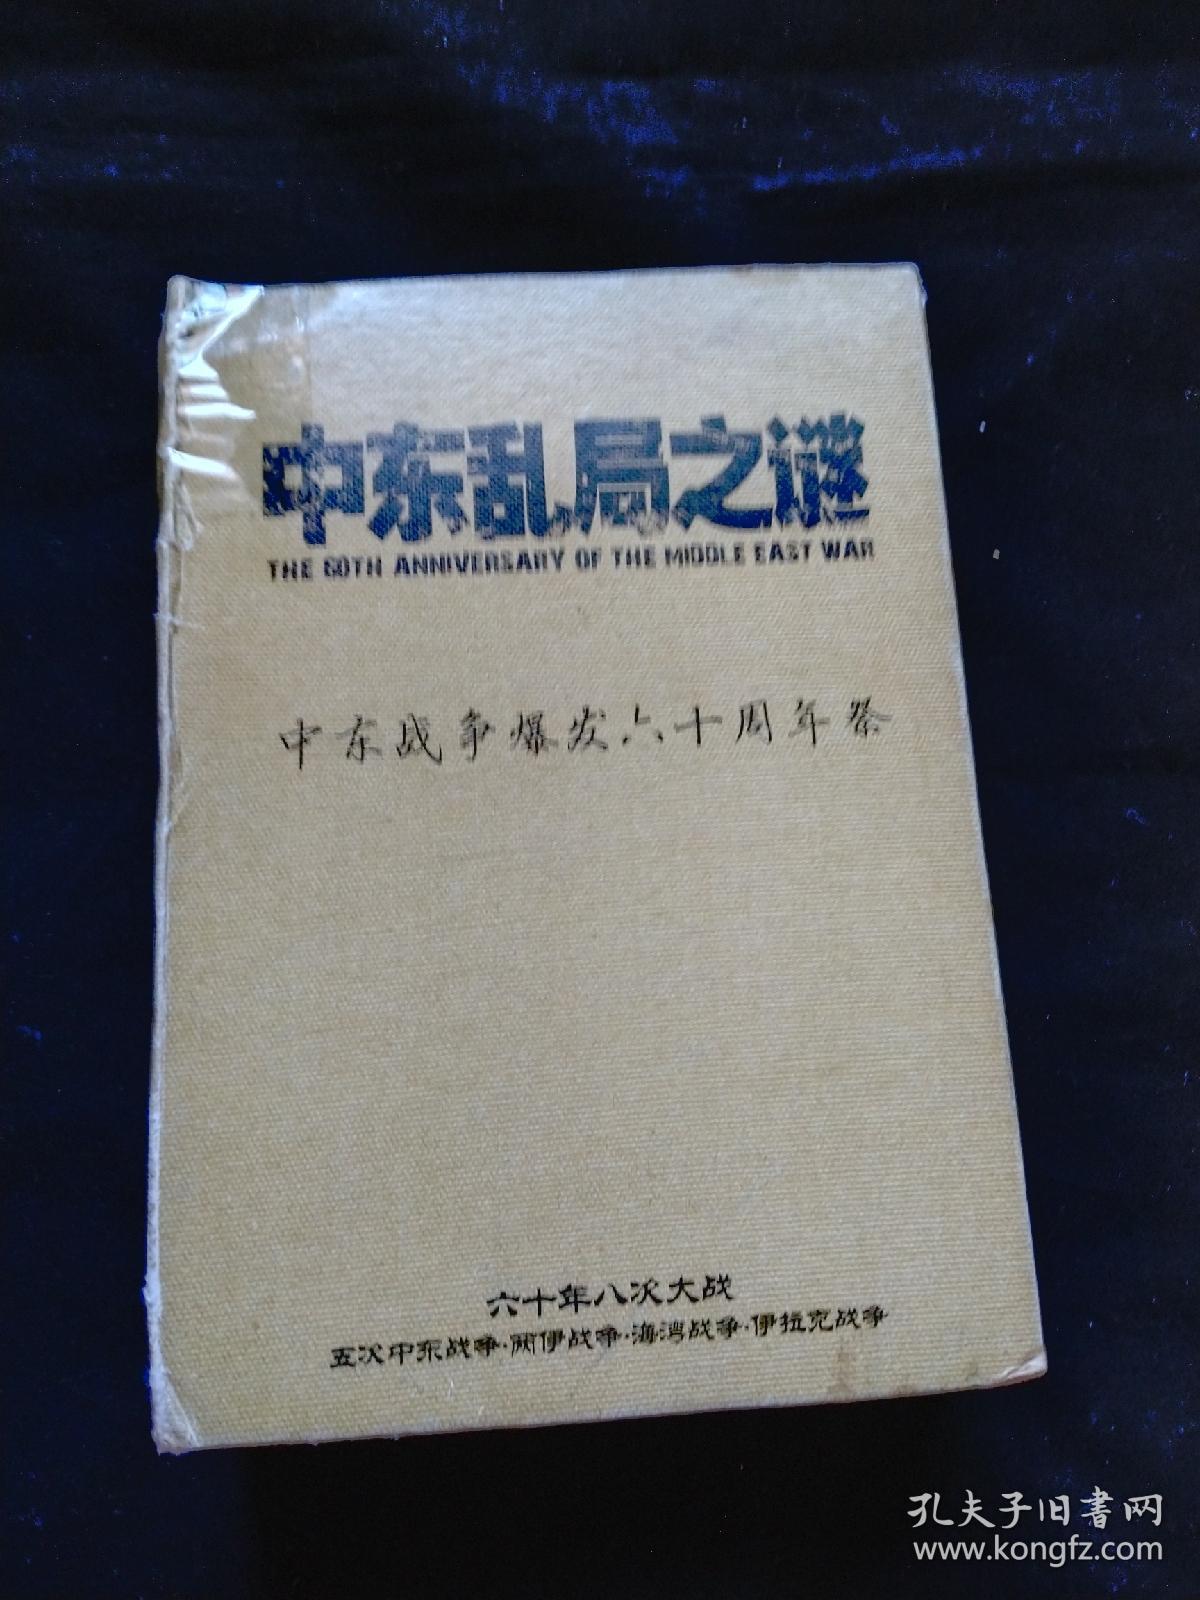 中东乱局之谜
THE 60TH ANNIVERSARY OF THE MIDDLE EAST WAR
中东战争爆发六十周年祭
六十年八次大战
五次中东战争·两伊战争·海湾战争·伊拉克战争
孔夫子旧書网
www.kongfz.com